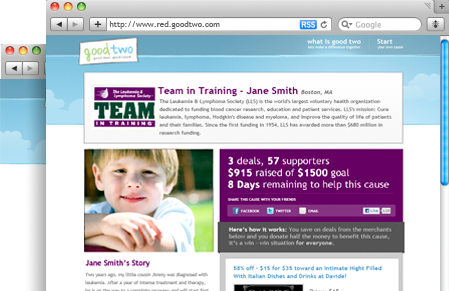 http://www.red.goodtwo.com
RSS
Google
good two
what is good two
Start
let's make a difference together
your own cause
Team in Training - Jane Smith Boston, MA
The Leukemia & Lymphoma Society
TEAM
IN TRAINING
The Leukemia & Lymphoma Society (LLS) is the world's largest voluntary health organization
dedicated to funding blood cancer research, education and patient services. LLS's mission: Cure
leukemia, lymphoma, Hodgkin's disease and myeloma, and improve the quality of life of patients
and their families. Since the first funding in 1954, LLS has awarded more than $680 million in
research funding.
3 deals, 57 supporters
$915 raised of $1500 goal
8 Days remaining to help this cause
SHARE THIS CAUSE WITH YOUR FRIENDS
FACEBOOK
TWITTER
EMAIL
Like
Here's how it works: You save on deals from the merchants
below and you donate half the money to benefit this cause,
it's a win - win situation for everyone.
Jane Smith's Story
Two years ago, my little cousin Jimmy was diagnosed with
leukemia. After a year of intense treatment and therapy,
58% off - $15 for $35 toward an Intimate Night Filled
With Italian Dishes and Drinks at Davide!